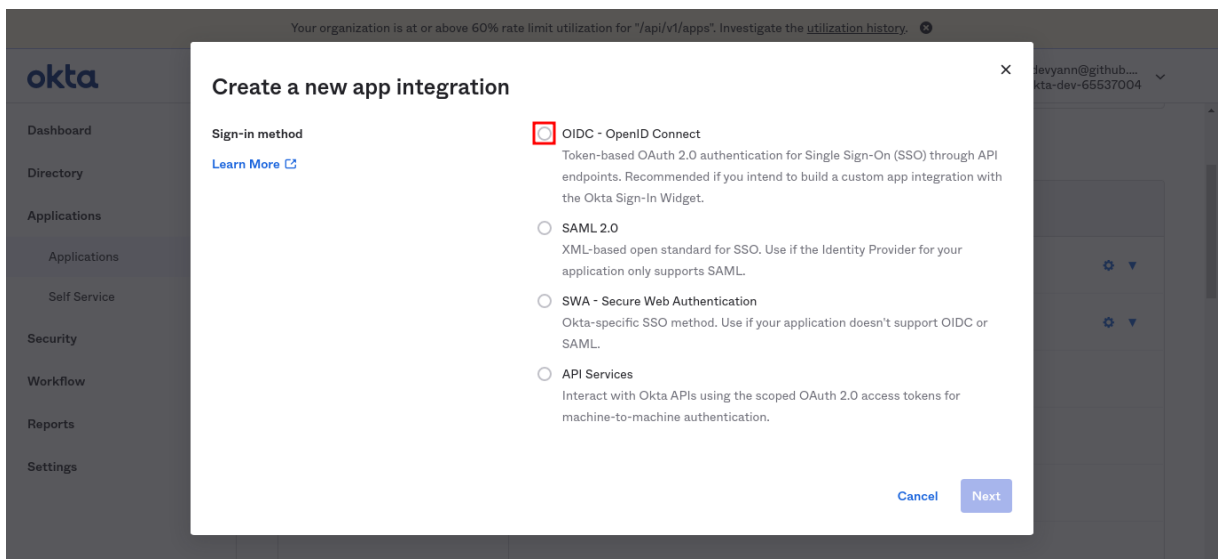 Your organization is at or above 60% rate limit utilization for "/api/v1/apps". Investigate the utilization history.
okta
devyann@github....
okta-dev-65537004
Dashboard
Directory
Applications
Applications
Self Service
Security
Workflow
Reports
Settings
Create a new app integration
Sign-in method
Learn More
OIDC - OpenID Connect
Token-based OAuth 2.0 authentication for Single Sign-On (SSO) through API
endpoints. Recommended if you intend to build a custom app integration with
the Okta Sign-In Widget.
SAML 2.0
XML-based open standard for SSO. Use if the Identity Provider for your
application only supports SAML.
SWA - Secure Web Authentication
Okta-specific SSO method. Use if your application doesn't support OIDC or
SAML.
API Services
Interact with Okta APIs using the scoped OAuth 2.0 access tokens for
machine-to-machine authentication.
Cancel
Next